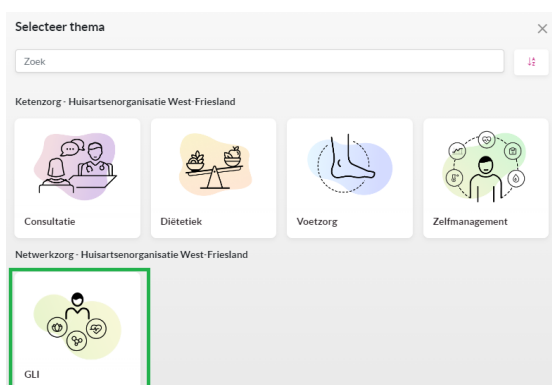 Selecteer thema
Zoek
Ketenzorg - Huisartsenorganisatie West-Friesland
Consultatie
Diëtetiek
Voetzorg
Zelfmanagement
Netwerkzorg - Huisartsenorganisatie West-Friesland
GLI